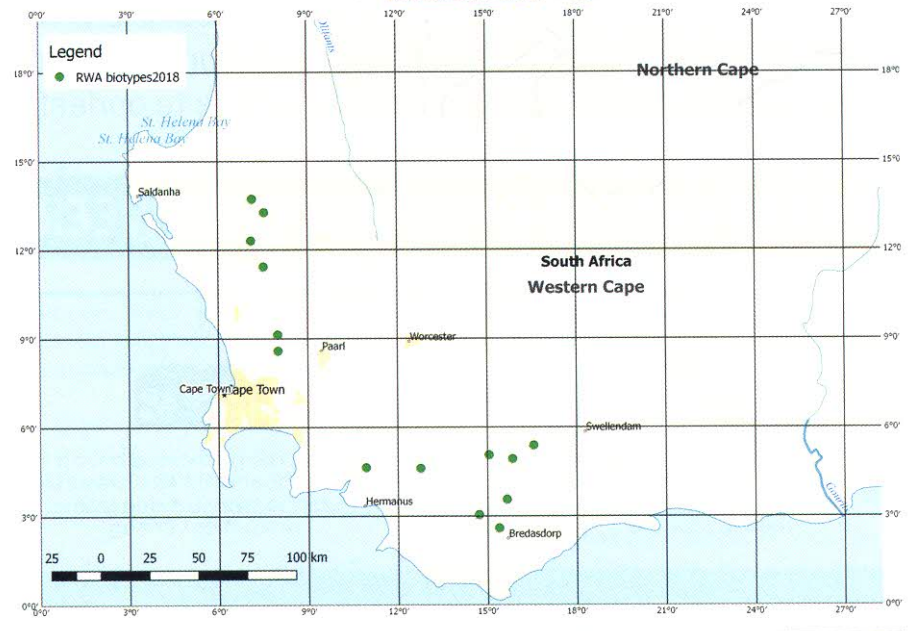 0°0' 3°0' 6°0' 9°0' 12°0' 15°0' 18°0' 21°0' 24°0' 27°0'
Legend
RWA biotypes2018
Olifants
Northern Cape
18°0' 18°0'
St. Helena Bay
St. Helena Bay
15°0' 15°0'
Saldanha
12°0' 12°0'
South Africa
Western Cape
9°0' 9°0'
Paarl
Worcester
Cape Town
Cape Town
6°0' 6°0'
Swellendam
Hermanus
3°0' 3°0'
Bredasdorp
25 0 25 50 75 100 km
0°0' 0°0'
0°0' 3°0' 6°0' 9°0' 12°0' 15°0' 18°0' 21°0' 24°0' 27°0'